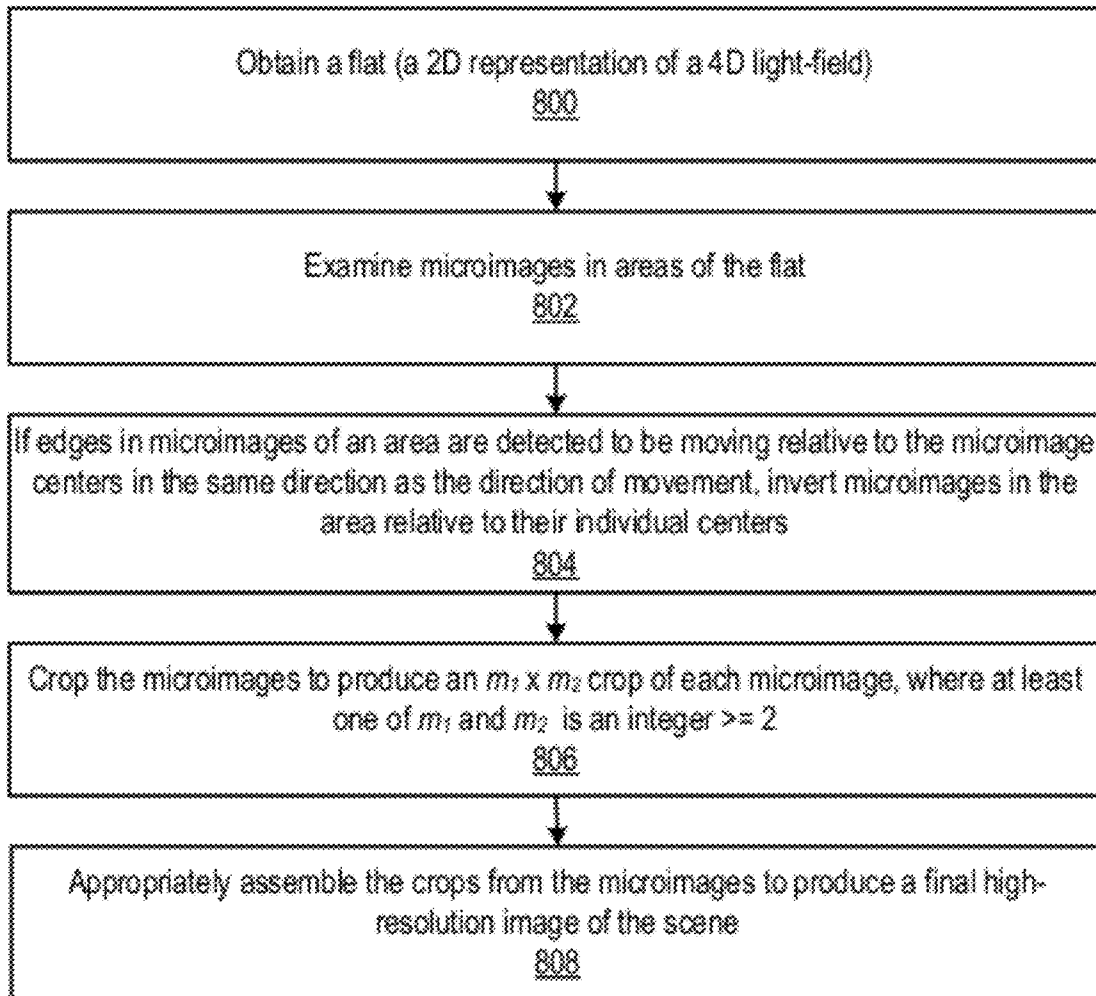 Obtain a flat (a 2D representation of a 4D light-field)
800
Examine microimages in areas of the flat
802
If edges in microimages of an area are detected to be moving relative to the microimage
centers in the same direction as the direction of movement, invert microimages in the
area relative to their individual centers
804
Crop the microimages to produce an m₁ x m₂ crop of each microimage, where at least
one of m₁ and m₂ is an integer >= 2
806
Appropriately assemble the crops from the microimages to produce a final high-
resolution image of the scene
808